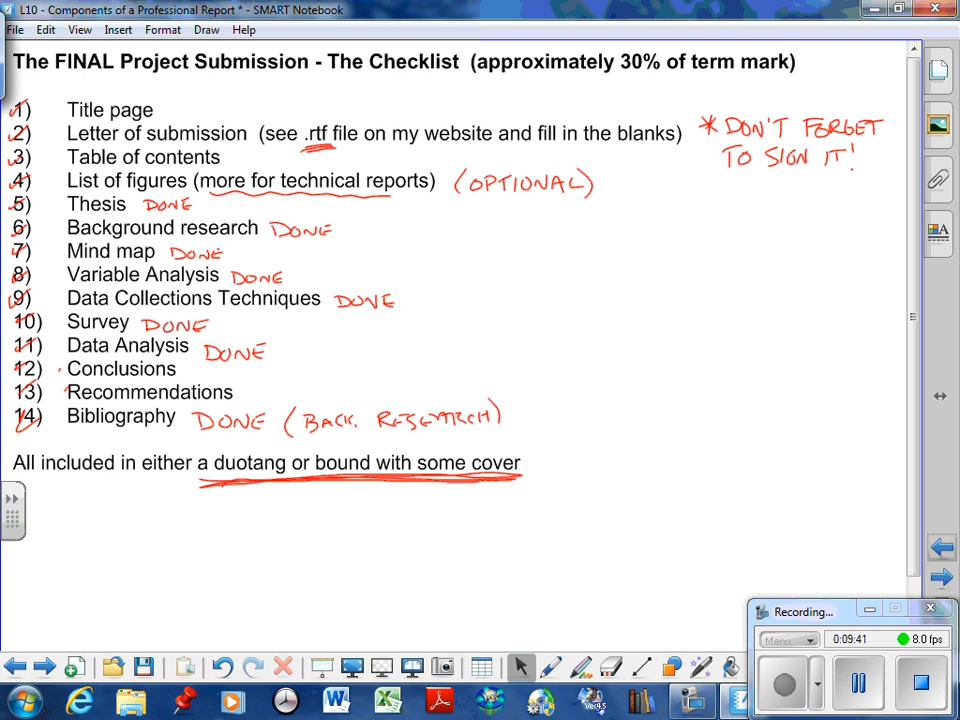 L10 - Components of a Professional Report * - SMART Notebook
File Edit View Insert Format Draw Help
The FINAL Project Submission - The Checklist (approximately 30% of term mark)
1) Title page
2) Letter of submission (see .rtf file on my website and fill in the blanks) * DON'T FORGET
TO SIGN IT!
3) Table of contents
4) List of figures (more for technical reports) (OPTIONAL)
5) Thesis DONE
6) Background research DONE
7) Mind map DONE
8) Variable Analysis DONE
9) Data Collections Techniques DONE
10) Survey DONE
11) Data Analysis DONE
12) Conclusions
13) Recommendations
14) Bibliography DONE (BACK. RESEARCH)
All included in either a duotang or bound with some cover
Recording...
Menu 0:09:41 8.0 fps
Ver4.5